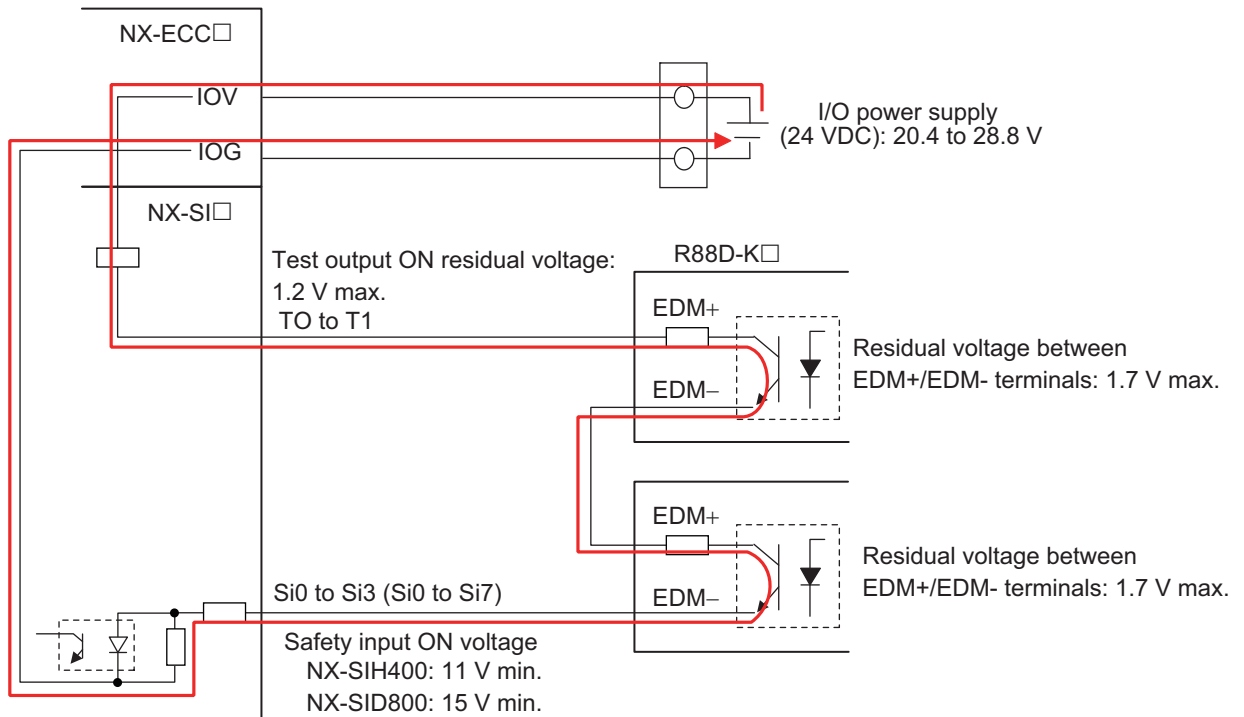 NX-ECC□
IOV
I/O power supply
(24 VDC): 20.4 to 28.8 V
IOG
NX-SI□
Test output ON residual voltage:
1.2 V max.
TO to T1
R88D-K□
EDM+
Residual voltage between
EDM+/EDM- terminals: 1.7 V max.
EDM−
EDM+
Residual voltage between
EDM+/EDM- terminals: 1.7 V max.
EDM−
Si0 to Si3 (Si0 to Si7)
Safety input ON voltage
NX-SIH400: 11 V min.
NX-SID800: 15 V min.